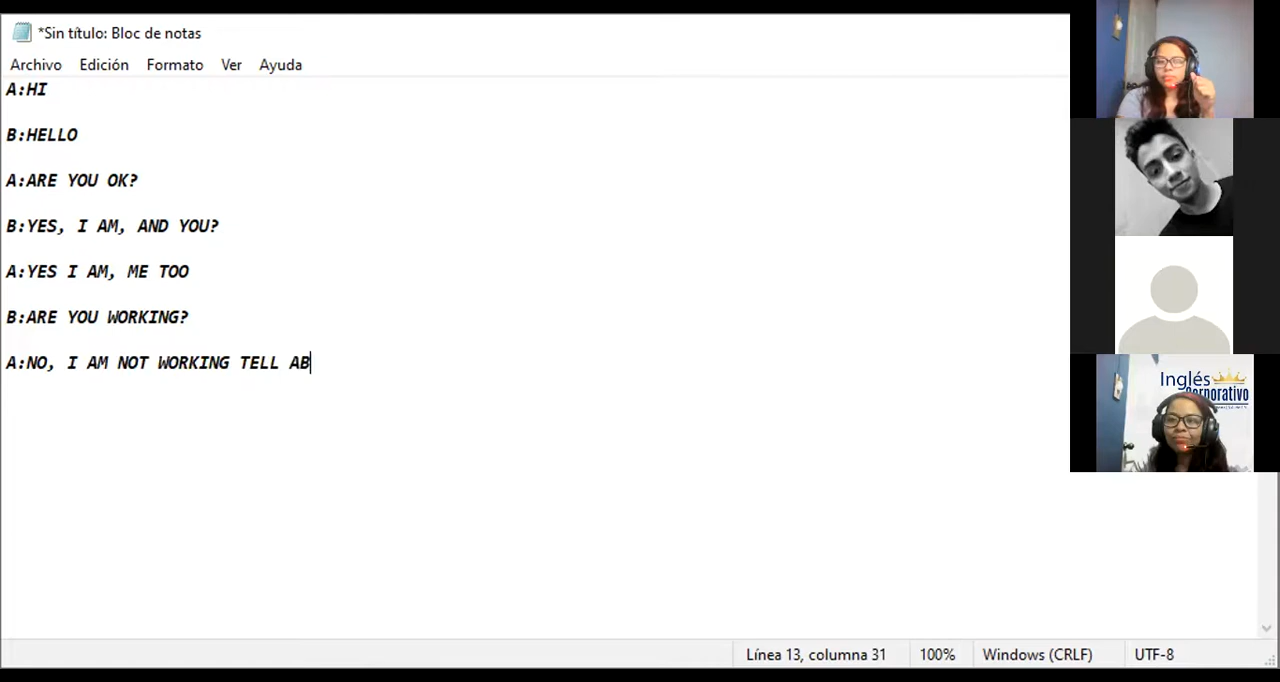 *Sin título: Bloc de notas
Archivo Edición Formato Ver Ayuda
A:HI
B:HELLO
A:ARE YOU OK?
B:YES, I AM, AND YOU?
A:YES I AM, ME TOO
B:ARE YOU WORKING?
A:NO, I AM NOT WORKING TELL AB
Inglés
Corporativo
Línea 13, columna 31 100% Windows (CRLF) UTF-8